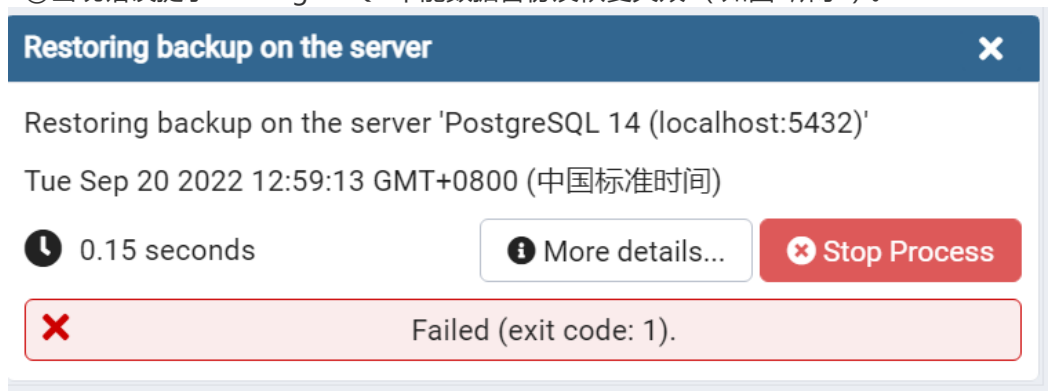 Restoring backup on the server
Restoring backup on the server 'PostgreSQL 14 (localhost:5432)'
Tue Sep 20 2022 12:59:13 GMT+0800 (中国标准时间)
0.15 seconds
More details...
Stop Process
Failed (exit code: 1).